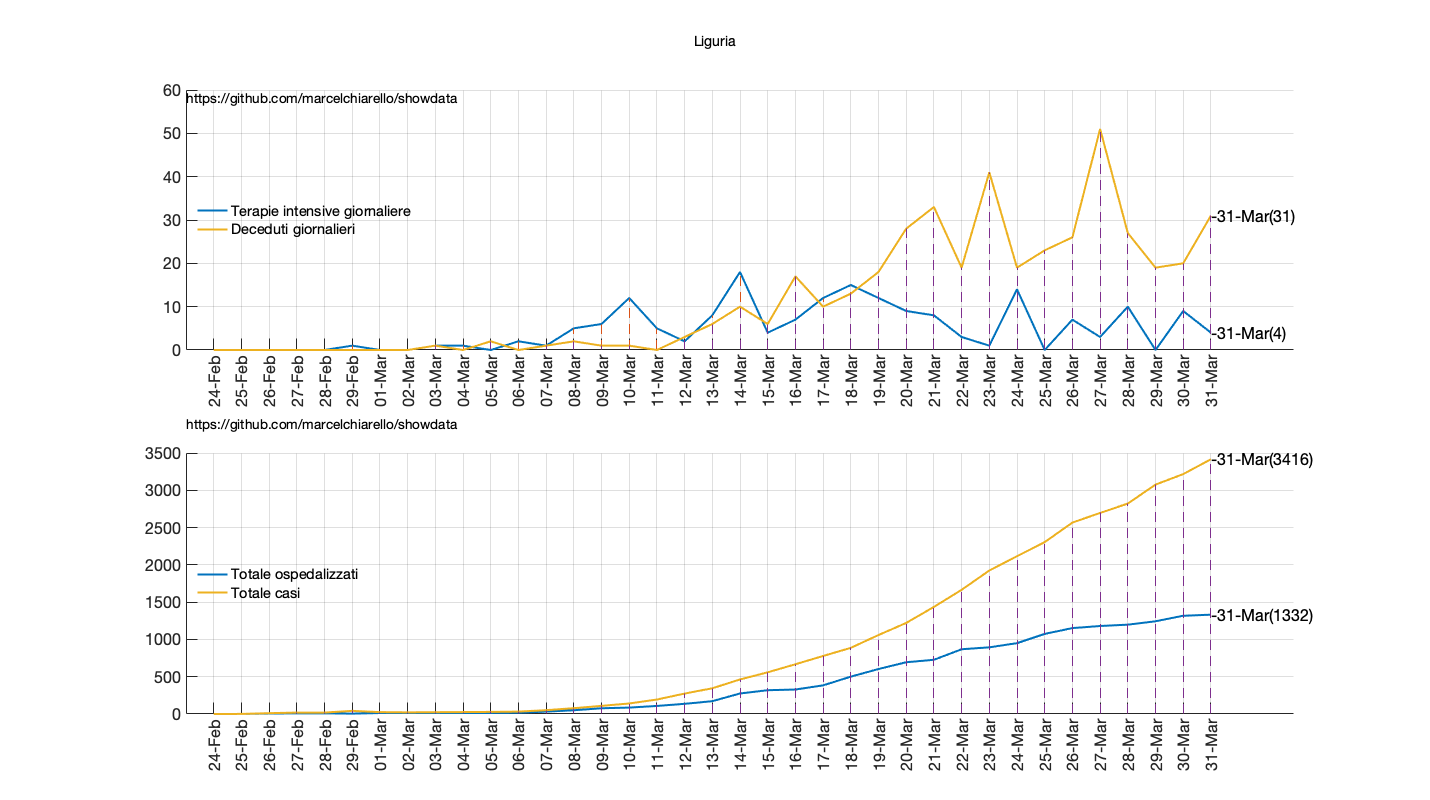 Liguria
60
https://github.com/marcelchiarello/showdata
50
40
30
20
10
0
Terapie intensive giornaliere
Deceduti giornalieri
-31-Mar(31)
-31-Mar(4)
24-Feb
25-Feb
26-Feb
27-Feb
28-Feb
29-Feb
01-Mar
02-Mar
03-Mar
04-Mar
05-Mar
06-Mar
07-Mar
08-Mar
09-Mar
10-Mar
11-Mar
12-Mar
13-Mar
14-Mar
15-Mar
16-Mar
17-Mar
18-Mar
19-Mar
20-Mar
21-Mar
22-Mar
23-Mar
24-Mar
25-Mar
26-Mar
27-Mar
28-Mar
29-Mar
30-Mar
31-Mar
https://github.com/marcelchiarello/showdata
3500
3000
2500
2000
1500
1000
500
0
Totale ospedalizzati
Totale casi
-31-Mar(3416)
-31-Mar(1332)
24-Feb
25-Feb
26-Feb
27-Feb
28-Feb
29-Feb
01-Mar
02-Mar
03-Mar
04-Mar
05-Mar
06-Mar
07-Mar
08-Mar
09-Mar
10-Mar
11-Mar
12-Mar
13-Mar
14-Mar
15-Mar
16-Mar
17-Mar
18-Mar
19-Mar
20-Mar
21-Mar
22-Mar
23-Mar
24-Mar
25-Mar
26-Mar
27-Mar
28-Mar
29-Mar
30-Mar
31-Mar